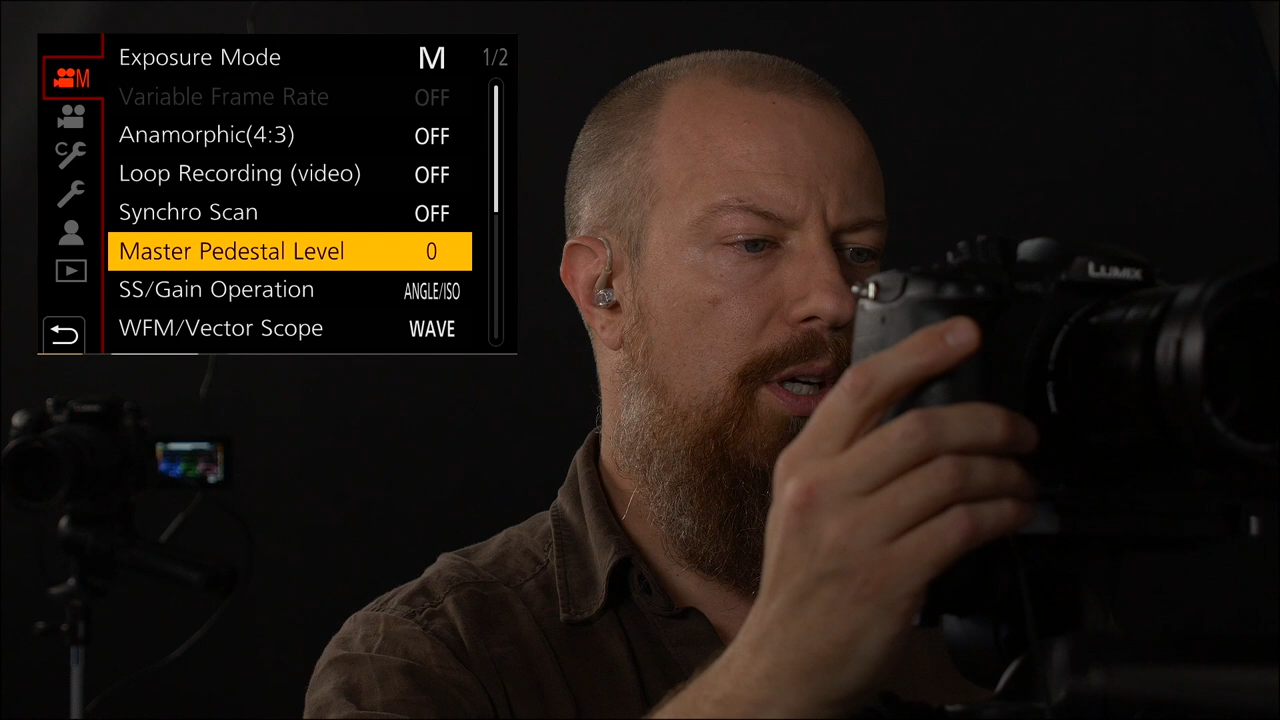 Exposure Mode M 1/2
M
Variable Frame Rate OFF
Anamorphic(4:3) OFF
C
Loop Recording (video) OFF
Synchro Scan OFF
Master Pedestal Level 0
SS/Gain Operation ANGLE/ISO
WFM/Vector Scope WAVE
LUMIX